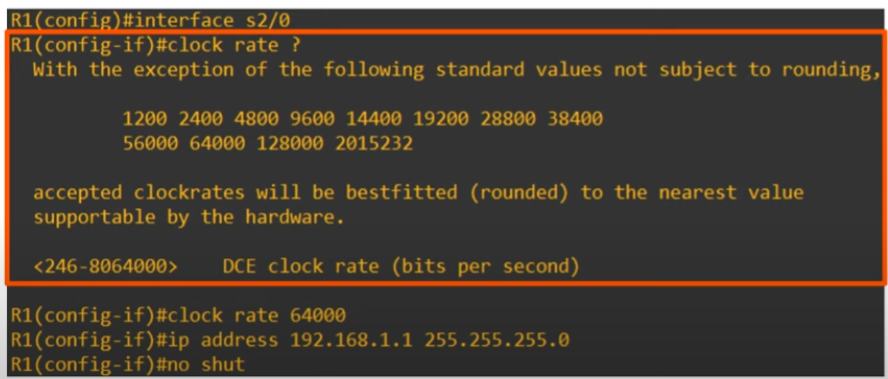 R1(config)#interface s2/0
R1(config-if)#clock rate ?
With the exception of the following standard values not subject to rounding,
1200 2400 4800 9600 14400 19200 28800 38400
56000 64000 128000 2015232
accepted clockrates will be bestfitted (rounded) to the nearest value
supportable by the hardware.
<246-8064000> DCE clock rate (bits per second)
R1(config-if)#clock rate 64000
R1(config-if)#ip address 192.168.1.1 255.255.255.0
R1(config-if)#no shut